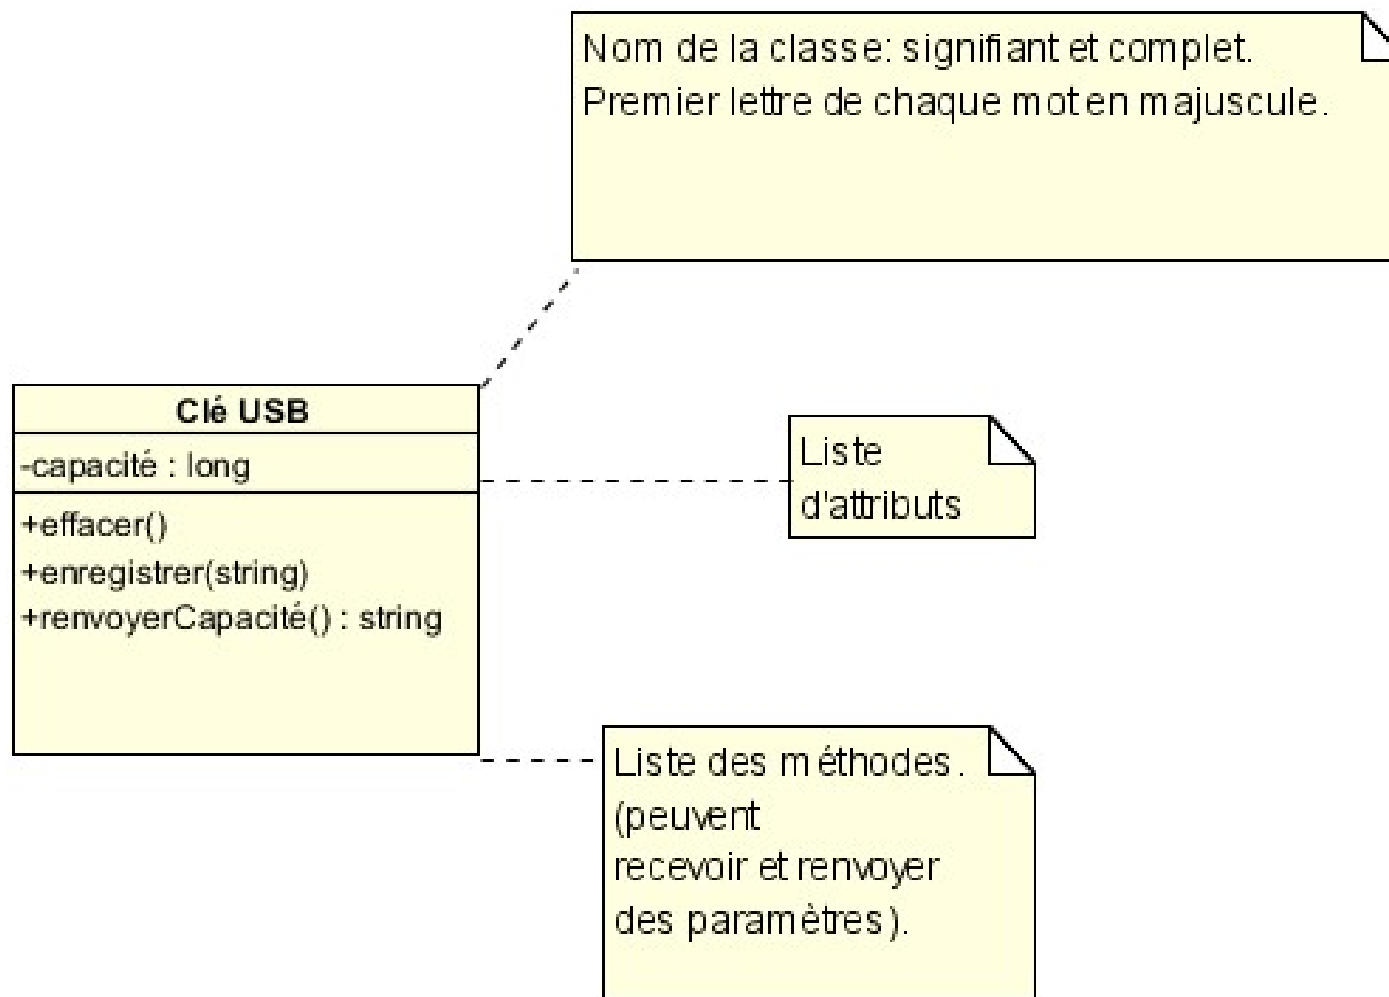 Nom de la classe: signifiant et complet.
Premier lettre de chaque mot en majuscule.
Clé USB
-capacité : long
+effacer()
+enregistrer(string)
+renvoyerCapacité() : string
Liste
d'attributs
Liste des méthodes.
(peuvent
recevoir et renvoyer
des paramètres).